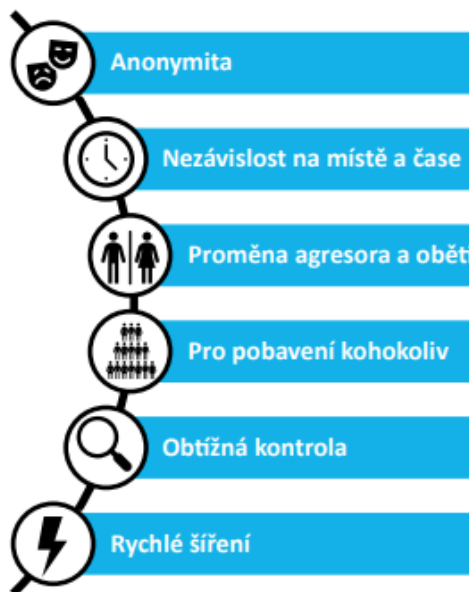 Anonymita
Nezávislost na místě a čase
Proměna agresora a oběti
Pro pobavení kohokoliv
Obtížná kontrola
Rychlé šíření